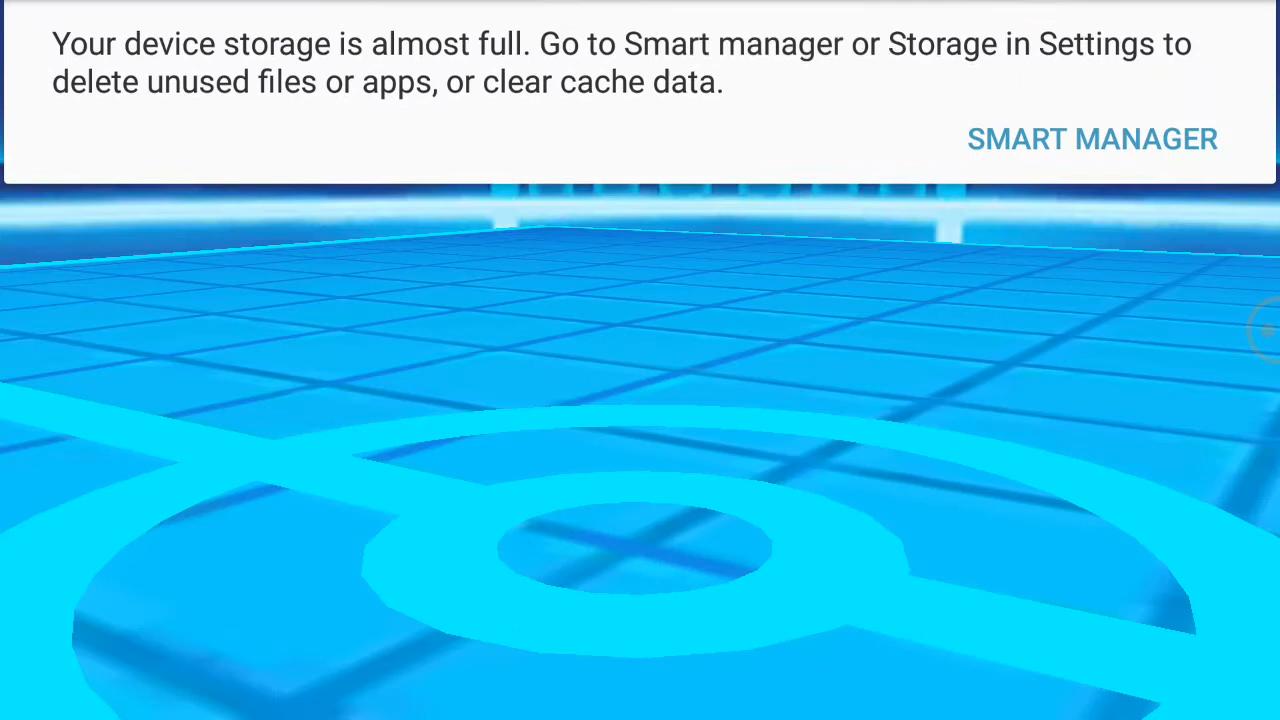 Your device storage is almost full. Go to Smart manager or Storage in Settings to
delete unused files or apps, or clear cache data.
SMART MANAGER